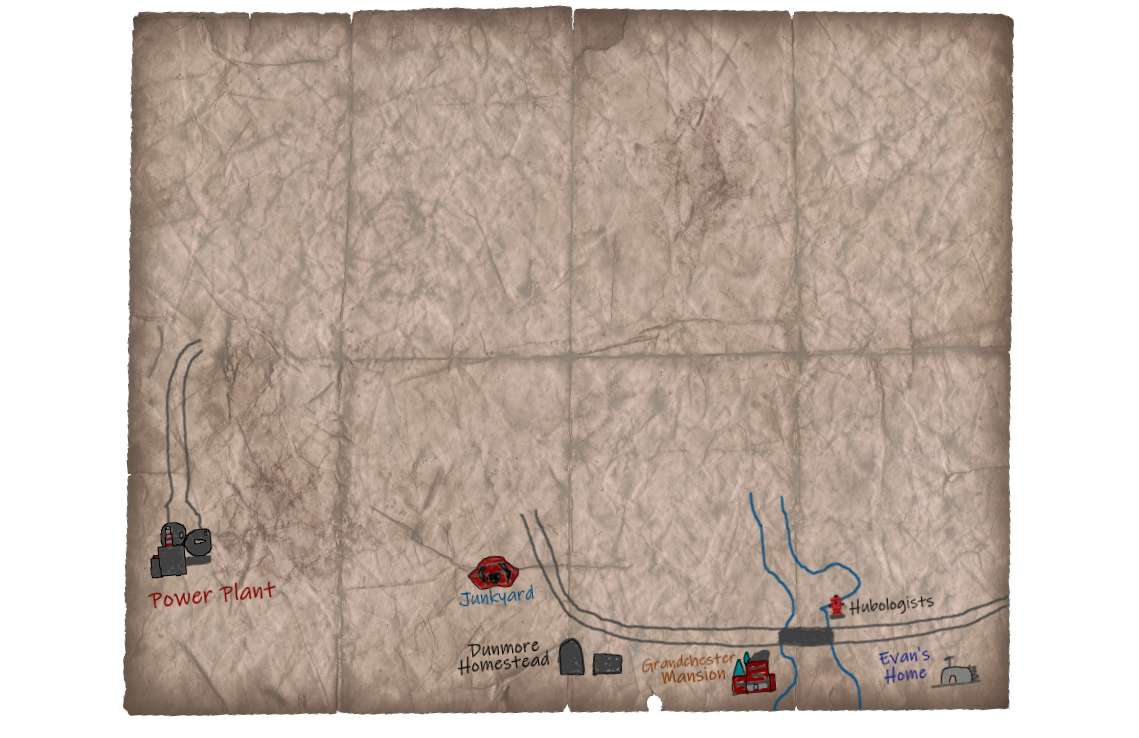 Power Plant
Junkyard
Hubologists
Dunmore
Homestead
Grandchester
Mansion
Evan's
Home